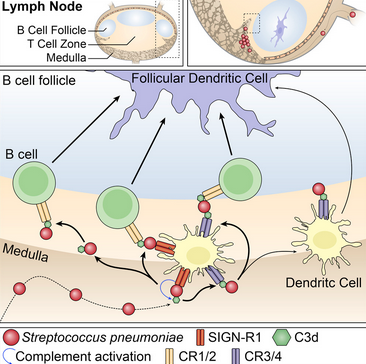 Lymph Node
B Cell Follicle
T Cell Zone
Medulla
B cell follicle
Follicular Dendritic Cell
B cell
Medulla
Dendritic Cell
Streptococcus pneumoniae SIGN-R1 C3d
Complement activation CR1/2 CR3/4